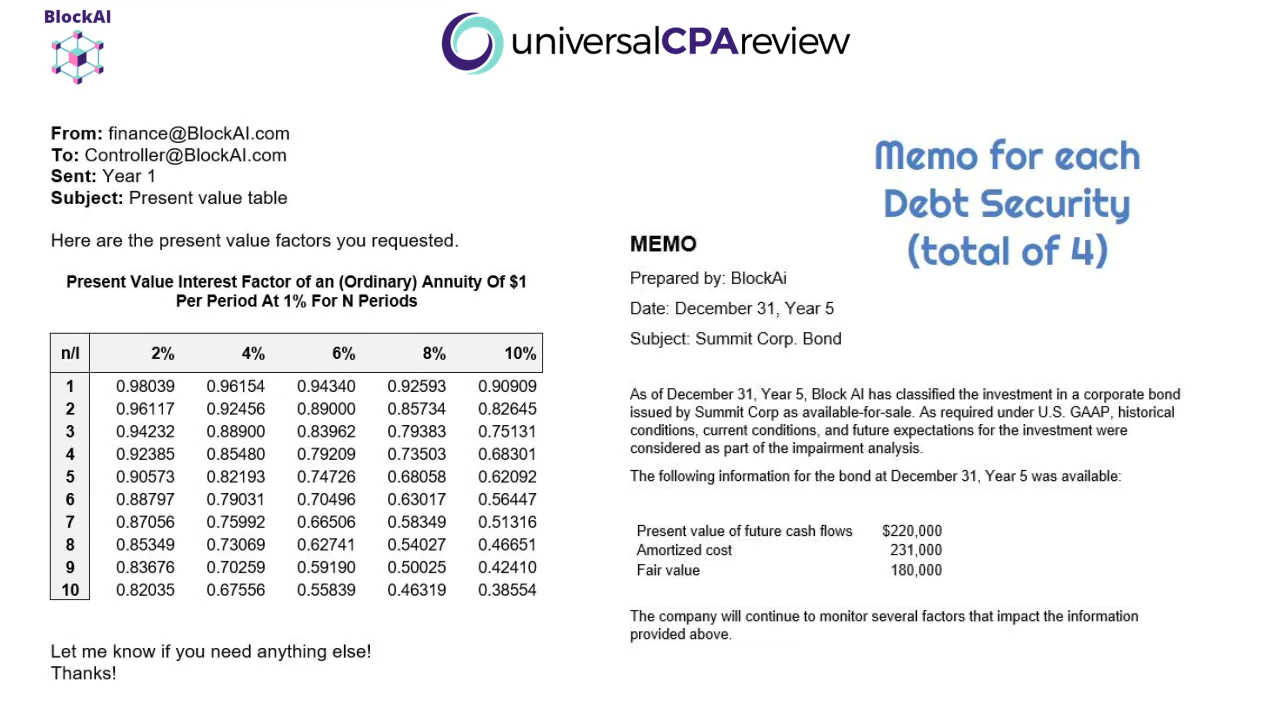 BlockAI
universalCPAreview
From: finance@BlockAI.com
To: Controller@BlockAI.com
Sent: Year 1
Subject: Present value table
Here are the present value factors you requested.
Present Value Interest Factor of an (Ordinary) Annuity Of $1
Per Period At 1% For N Periods
n/I 2% 4% 6% 8% 10%
1 0.98039 0.96154 0.94340 0.92593 0.90909
2 0.96117 0.92456 0.89000 0.85734 0.82645
3 0.94232 0.88900 0.83962 0.79383 0.75131
4 0.92385 0.85480 0.79209 0.73503 0.68301
5 0.90573 0.82193 0.74726 0.68058 0.62092
6 0.88797 0.79031 0.70496 0.63017 0.56447
7 0.87056 0.75992 0.66506 0.58349 0.51316
8 0.85349 0.73069 0.62741 0.54027 0.46651
9 0.83676 0.70259 0.59190 0.50025 0.42410
10 0.82035 0.67556 0.55839 0.46319 0.38554
Let me know if you need anything else!
Thanks!
Memo for each
Debt Security
(total of 4)
MEMO
Prepared by: BlockAi
Date: December 31, Year 5
Subject: Summit Corp. Bond
As of December 31, Year 5, Block AI has classified the investment in a corporate bond
issued by Summit Corp as available-for-sale. As required under U.S. GAAP, historical
conditions, current conditions, and future expectations for the investment were
considered as part of the impairment analysis.
The following information for the bond at December 31, Year 5 was available:
Present value of future cash flows $220,000
Amortized cost 231,000
Fair value 180,000
The company will continue to monitor several factors that impact the information
provided above.